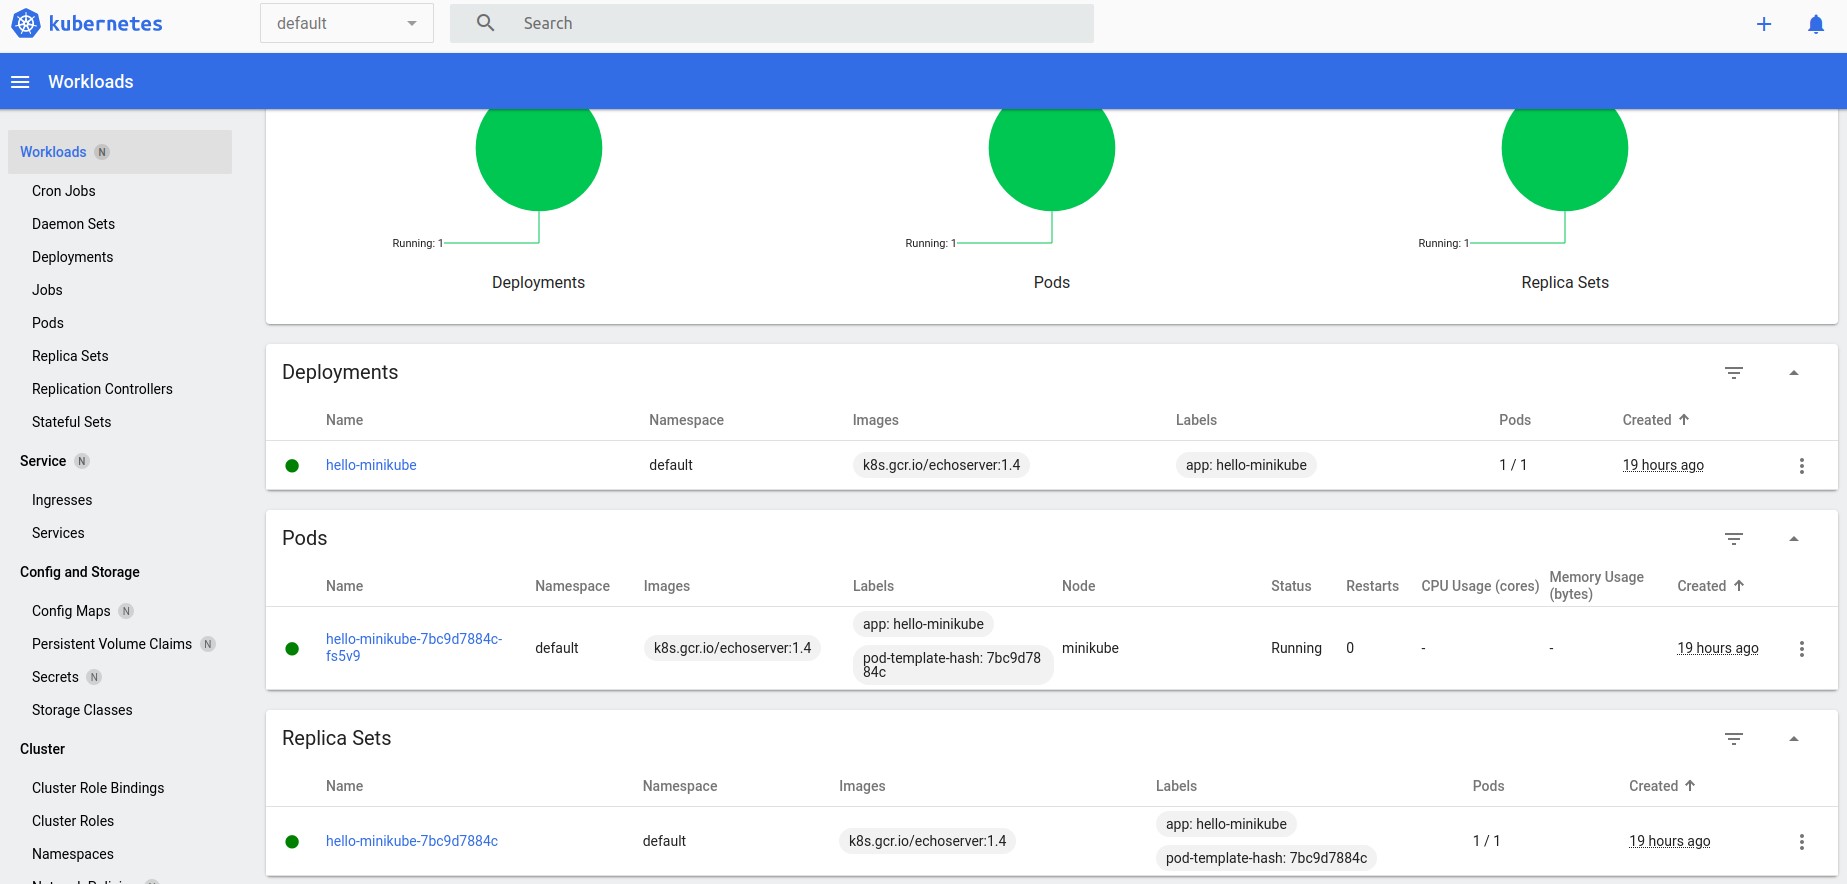 kubernetes
default
Search
Workloads
Workloads N
Cron Jobs
Daemon Sets
Deployments
Jobs
Pods
Replica Sets
Replication Controllers
Stateful Sets
Service N
Ingresses
Services
Config and Storage
Config Maps N
Persistent Volume Claims N
Secrets N
Storage Classes
Cluster
Cluster Role Bindings
Cluster Roles
Namespaces
Running: 1
Deployments
Running: 1
Pods
Running: 1
Replica Sets
Deployments
Name Namespace Images Labels Pods Created
hello-minikube default k8s.gcr.io/echoserver:1.4 app: hello-minikube 1 / 1 19 hours ago
Pods
Name Namespace Images Labels Node Status Restarts CPU Usage (cores) Memory Usage
(bytes) Created
hello-minikube-7bc9d7884c-
fs5v9
default
k8s.gcr.io/echoserver:1.4
app: hello-minikube
pod-template-hash: 7bc9d78
84c
minikube
Running
0
-
-
19 hours ago
Replica Sets
Name Namespace Images Labels Pods Created
hello-minikube-7bc9d7884c
default
k8s.gcr.io/echoserver:1.4
app: hello-minikube
pod-template-hash: 7bc9d7884c
1 / 1
19 hours ago